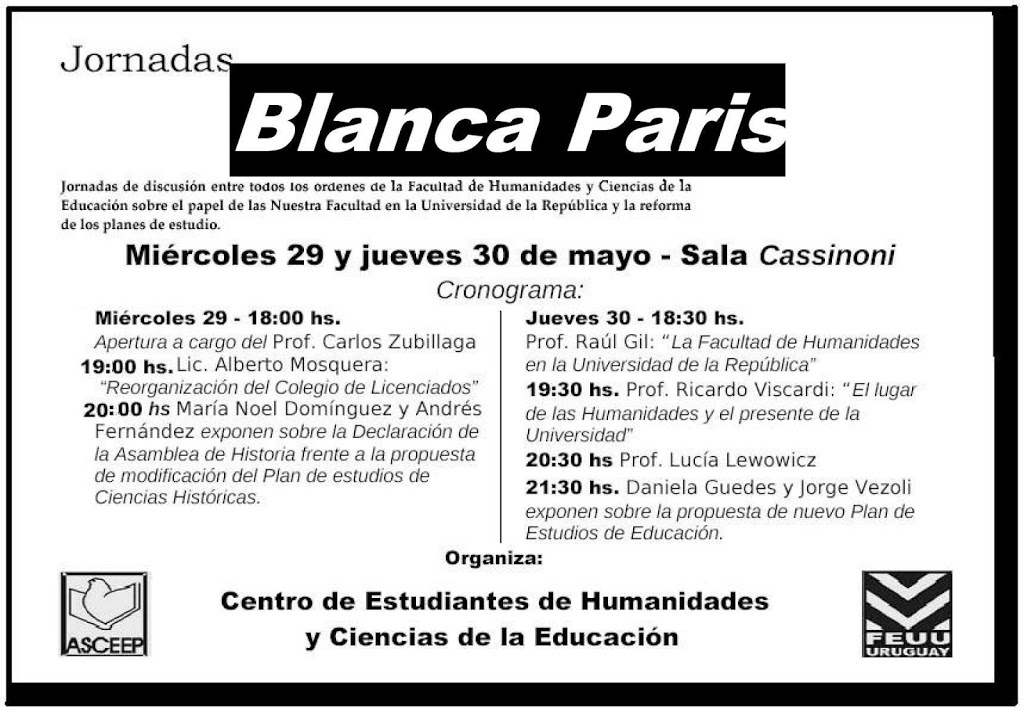 Jornadas
Blanca Paris
Jornadas de discusión entre todos los órdenes de la Facultad de Humanidades y Ciencias de la
Educación sobre el papel de las Nuestra Facultad en la Universidad de la República y la reforma
de los planes de estudio.
Miércoles 29 y jueves 30 de mayo - Sala Cassinoni
Cronograma:
Miércoles 29 - 18:00 hs.
Apertura a cargo del Prof. Carlos Zubillaga
19:00 hs. Lic. Alberto Mosquera:
“Reorganización del Colegio de Licenciados”
20:00 hs María Noel Domínguez y Andrés
Fernández exponen sobre la Declaración de
la Asamblea de Historia frente a la propuesta
de modificación del Plan de estudios de
Ciencias Históricas.
Jueves 30 - 18:30 hs.
Prof. Raúl Gil: “La Facultad de Humanidades
en la Universidad de la República”
19:30 hs. Prof. Ricardo Viscardi: “El lugar
de las Humanidades y el presente de la
Universidad”
20:30 hs Prof. Lucía Lewowicz
21:30 hs. Daniela Guedes y Jorge Vezoli
exponen sobre la propuesta de nuevo Plan de
Estudios de Educación.
Organiza:
Centro de Estudiantes de Humanidades
y Ciencias de la Educación
ASCEEP
FEUU
URUGUAY